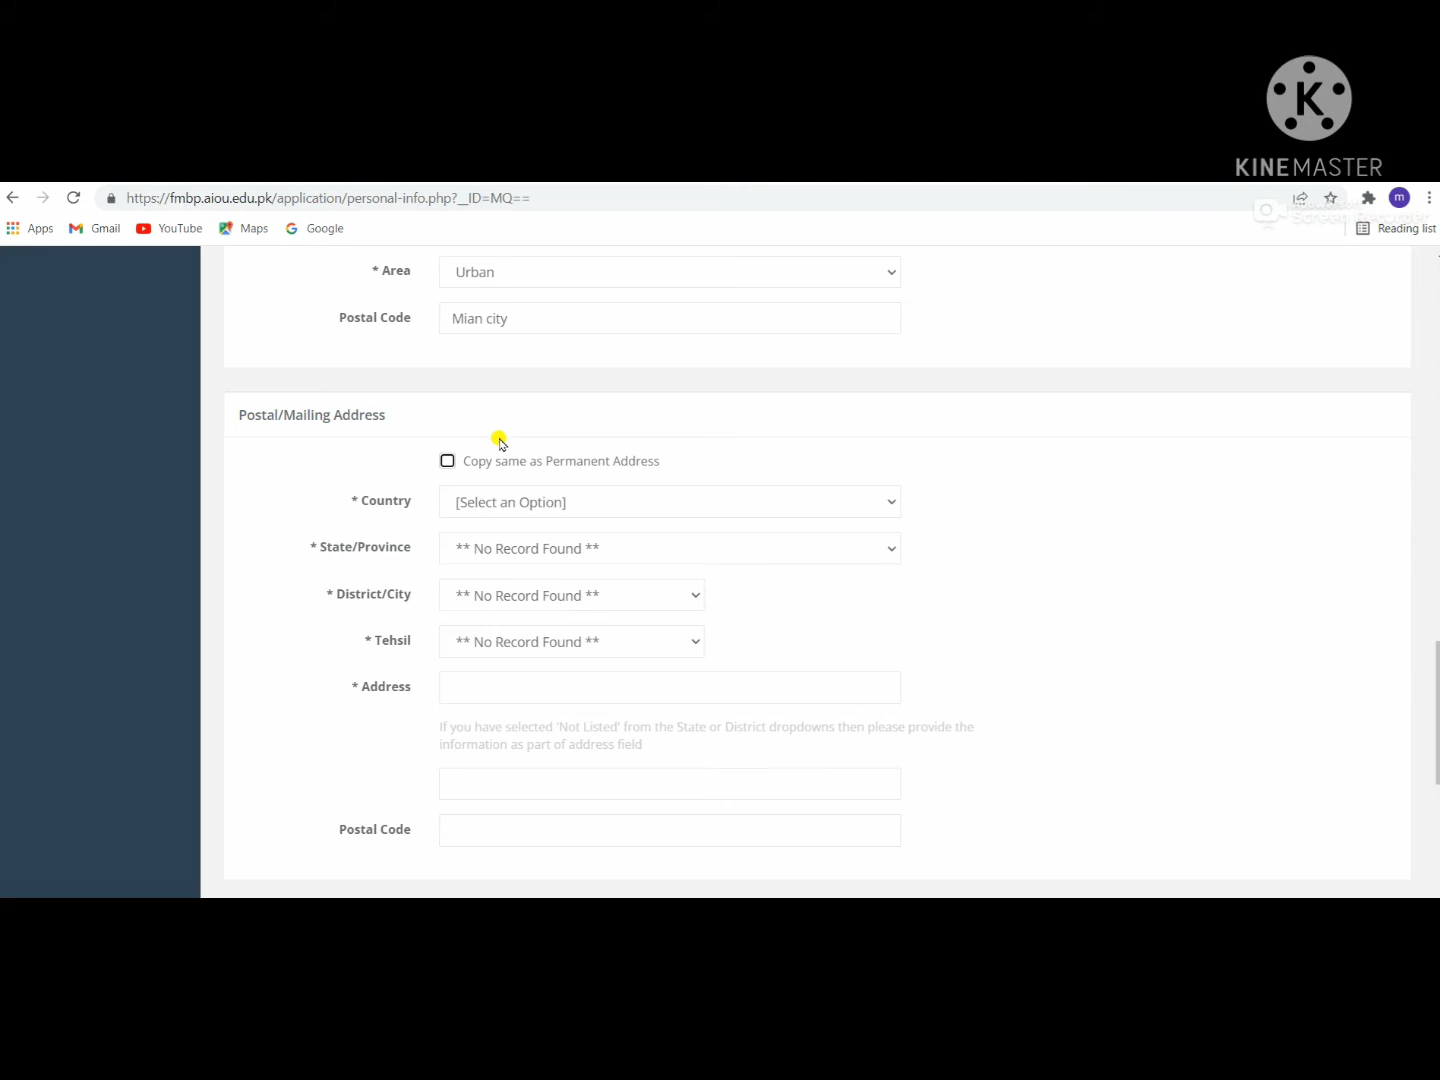 K
KINEMASTER
https://fmbp.aiou.edu.pk/application/personal-info.php?__ID=MQ==
m
Apps
Gmail
YouTube
Maps
Google
Screen Recorder
Reading list
* Area
Urban
Postal Code
Mian city
Postal/Mailing Address
Copy same as Permanent Address
* Country
[Select an Option]
* State/Province
** No Record Found **
* District/City
** No Record Found **
* Tehsil
** No Record Found **
* Address
If you have selected 'Not Listed' from the State or District dropdowns then please provide the
information as part of address field
Postal Code